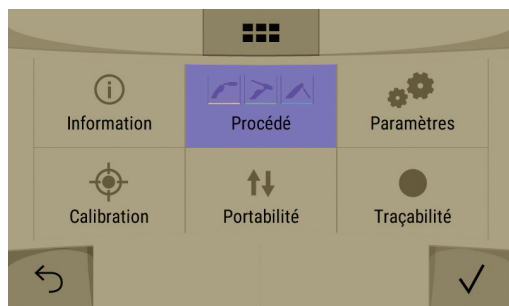 Information
Procédé
Paramètres
Calibration
Portabilité
Traçabilité